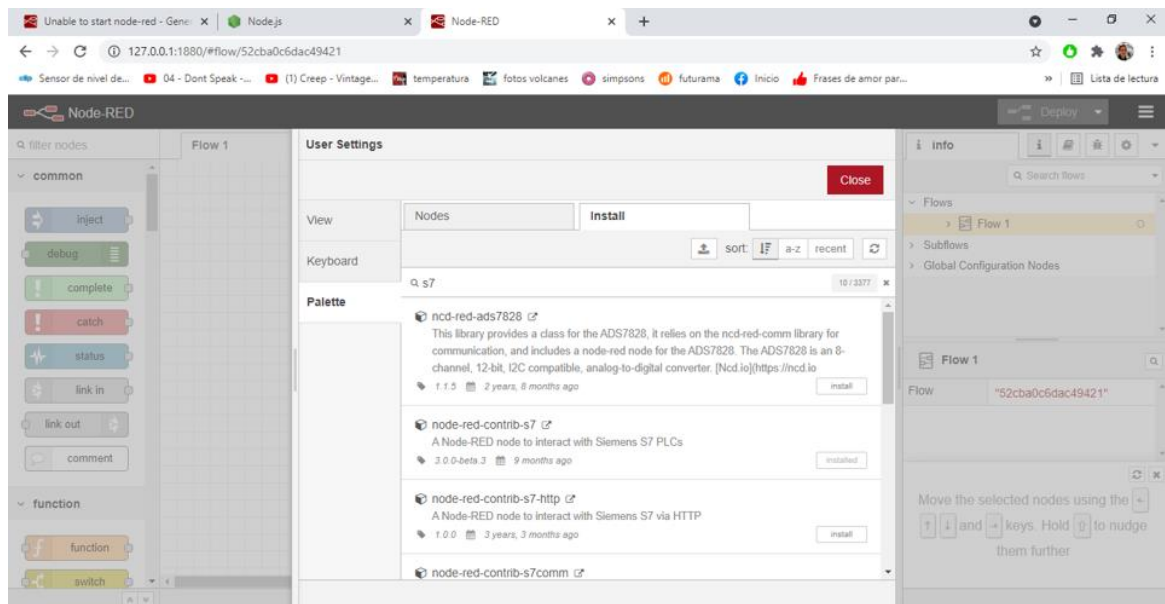 Unable to start node-red - Gene
Node.js
Node-RED
127.0.0.1:1880/#flow/52cba0c6dac49421
Sensor de nivel de...
04 - Dont Speak -...
(1) Creep - Vintage...
temperatura
fotos volcanes
simpsons
futurama
Inicio
Frases de amor par...
»
Lista de lectura
Node-RED
Deploy
filter nodes
Flow 1
User Settings
info
Close
Search flows
common
View
Nodes
Install
Flows
Flow 1
inject
Subflows
sort:
a-z
recent
Global Configuration Nodes
debug
Keyboard
complete
s7
10 / 3377
Palette
catch
ncd-red-ads7828
This library provides a class for the ADS7828, it relies on the ncd-red-comm library for
communication, and includes a node-red node for the ADS7828. The ADS7828 is an 8-
channel, 12-bit, I2C compatible, analog-to-digital converter. [Ncd.io](https://ncd.io
1.1.5
2 years, 8 months ago
install
status
Flow 1
link in
Flow
"52cba0c6dac49421"
link out
node-red-contrib-s7
A Node-RED node to interact with Siemens S7 PLCs
3.0.0-beta.3
9 months ago
installed
comment
function
node-red-contrib-s7-http
A Node-RED node to interact with Siemens S7 via HTTP
1.0.0
3 years, 3 months ago
install
Move the selected nodes using the ←
↑ ↓ and → keys. Hold ⇧ to nudge
them further
function
switch
node-red-contrib-s7comm